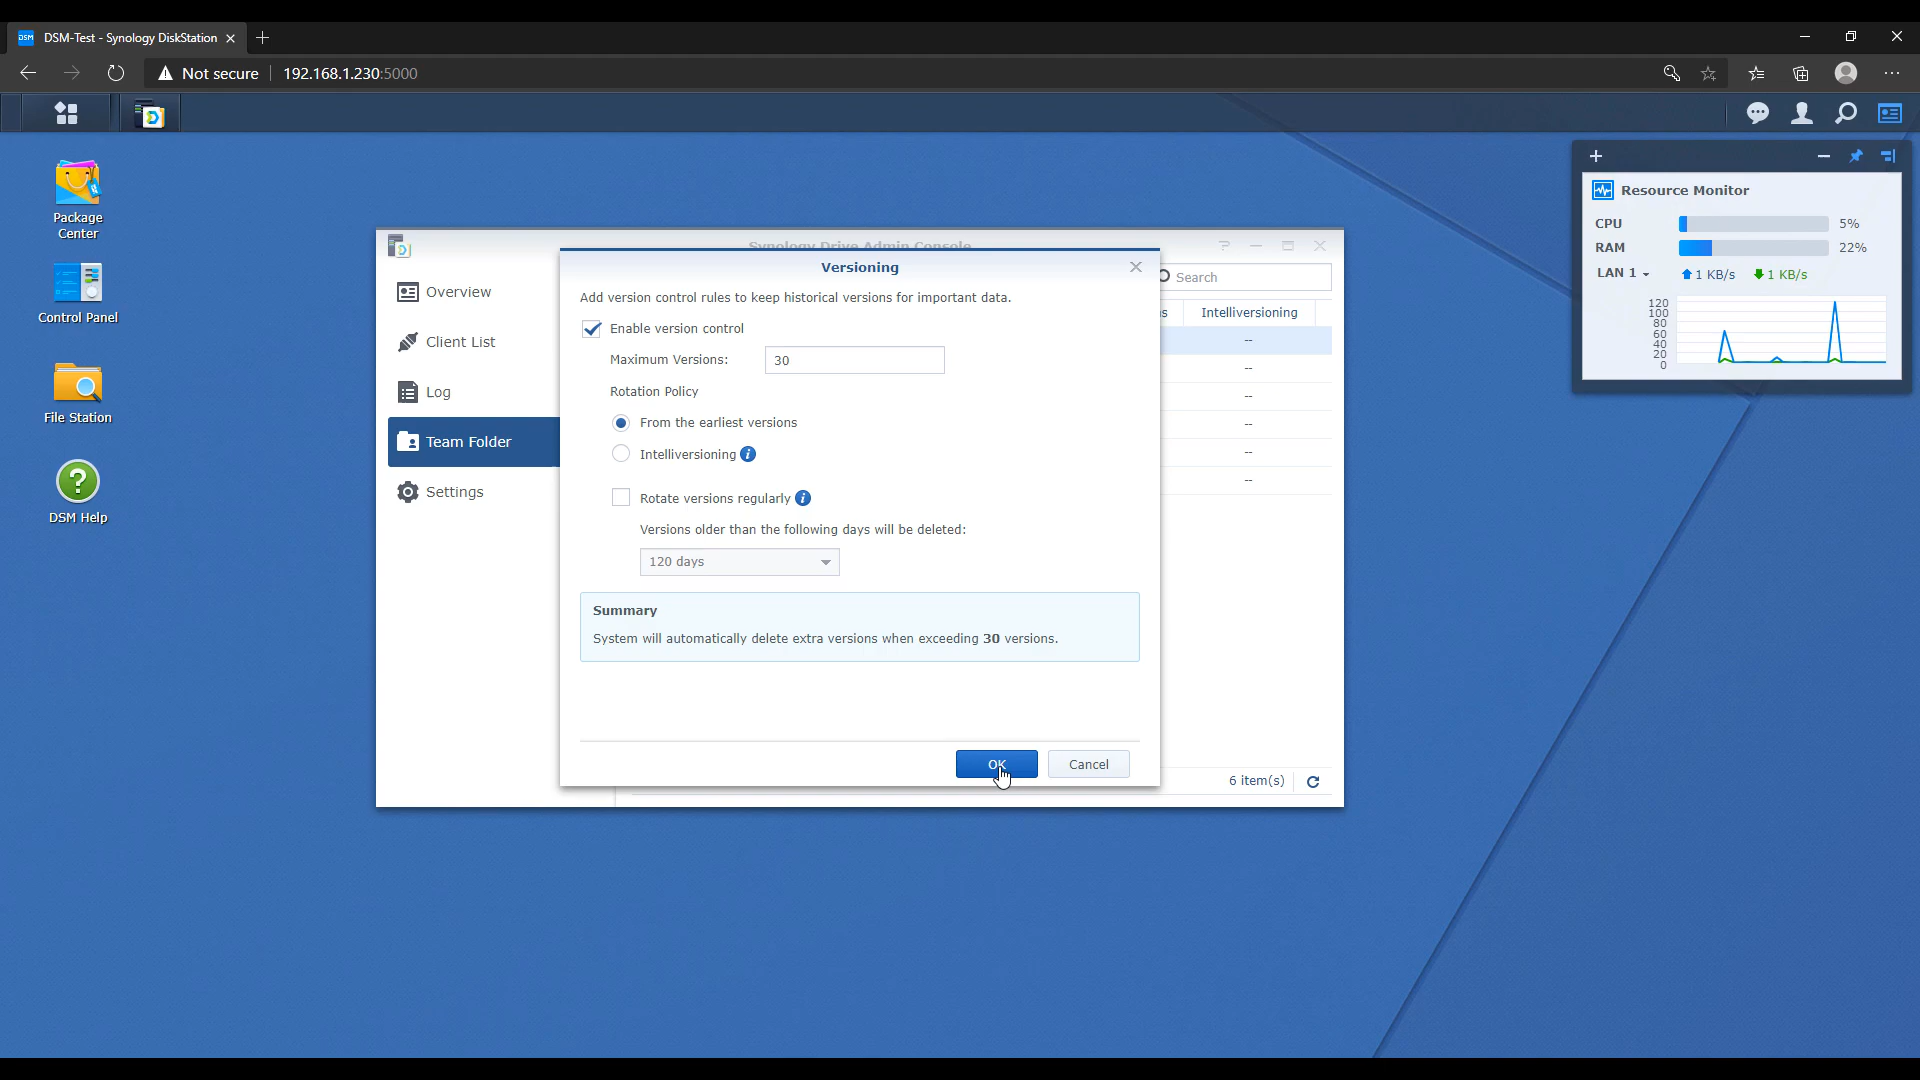 DSM-Test - Synology DiskStation
Not secure
192.168.1.230:5000
Package
Center
Control Panel
File Station
DSM Help
Synology Drive Admin Console
Overview
Client List
Log
Team Folder
Settings
Search
Intelliversioning
--
--
--
--
--
--
6 item(s)
Versioning
Add version control rules to keep historical versions for important data.
Enable version control
Maximum Versions: 30
Rotation Policy
From the earliest versions
Intelliversioning
Rotate versions regularly
Versions older than the following days will be deleted:
120 days
Summary
System will automatically delete extra versions when exceeding 30 versions.
OK
Cancel
Resource Monitor
CPU 5%
RAM 22%
LAN 1 1 KB/s 1 KB/s
120
100
80
60
40
20
0